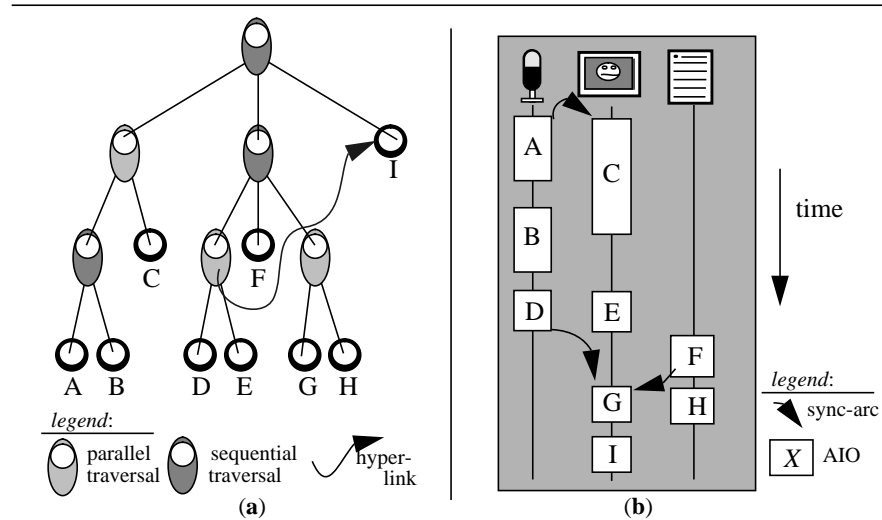 I
C
F
A B D E G H
legend:
parallel
traversal
sequential
traversal
hyper-
link
(a)
A
C
B
D
E
F
G
H
I
time
legend:
sync-arc
X
AIO
(b)